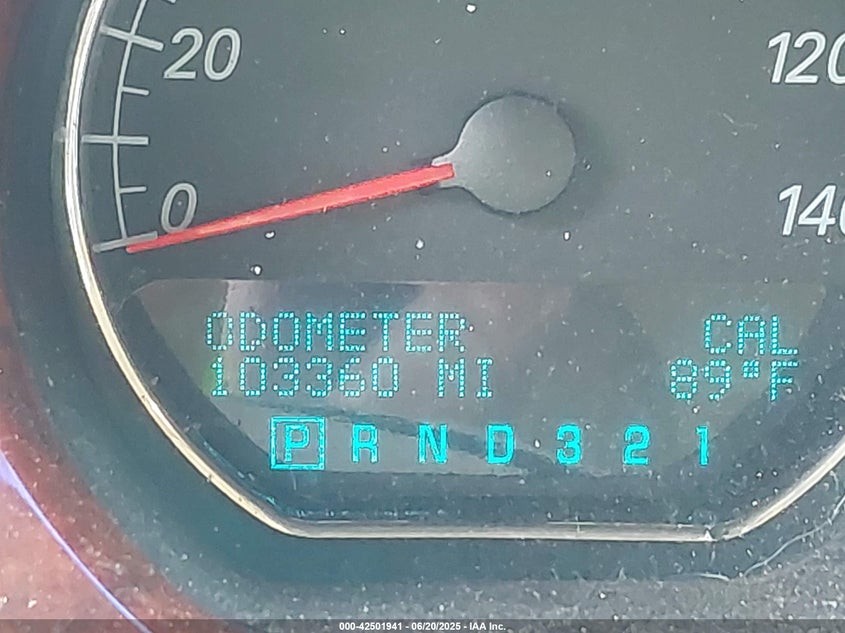 20
120
0
140
ODOMETER CAL
103360 MI 89°F
P R N D 3 2 1
000-42501941 - 06/20/2025 - IAA Inc.